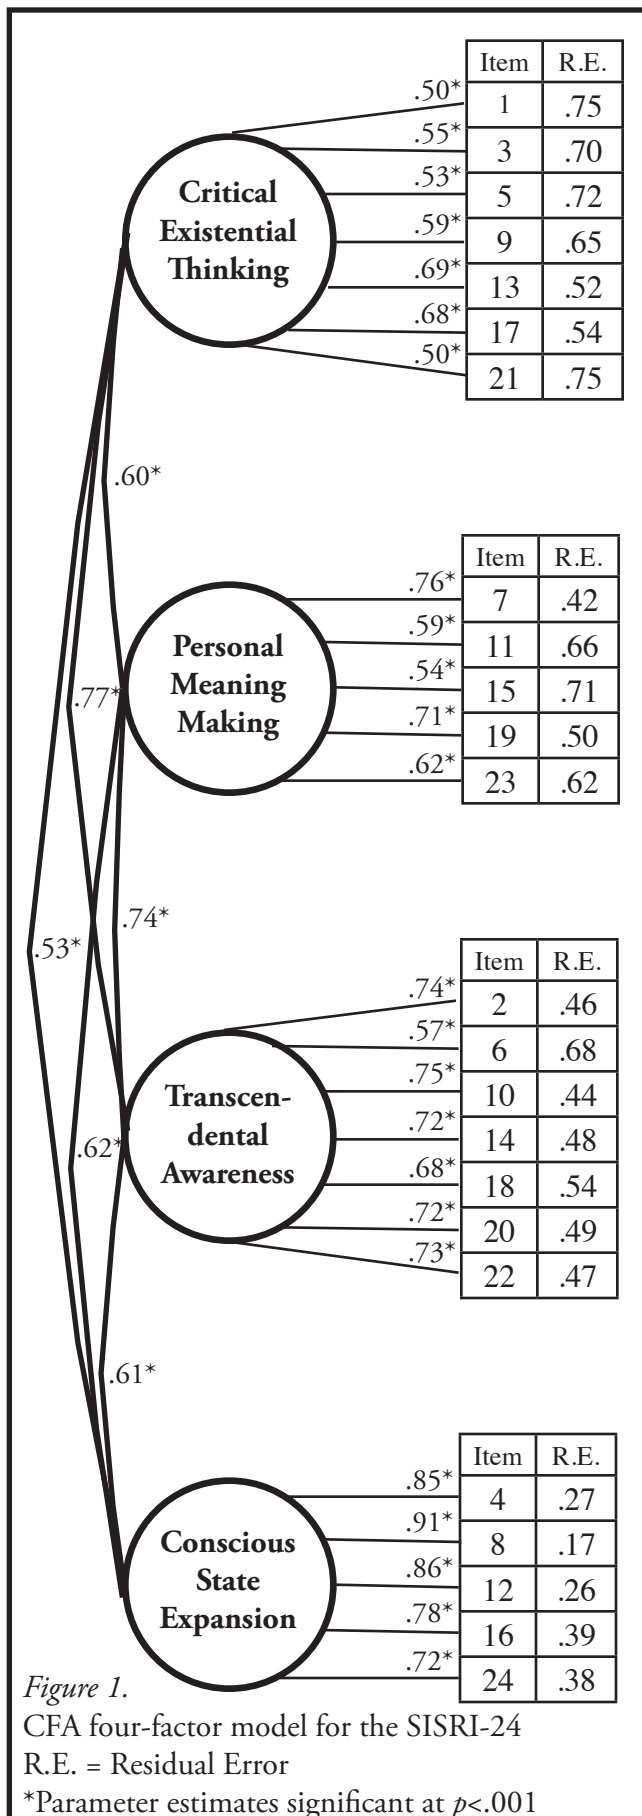 Item R.E.
.50* 1 .75
.55* 3 .70
.53* 5 .72
.59* 9 .65
.69* 13 .52
.68* 17 .54
.50* 21 .75
Critical
Existential
Thinking
.60*
Item R.E.
.76* 7 .42
.59* 11 .66
.54* 15 .71
.71* 19 .50
.62* 23 .62
Personal
Meaning
Making
.77*
.74*
.53*
Item R.E.
.74* 2 .46
.57* 6 .68
.75* 10 .44
.72* 14 .48
.68* 18 .54
.72* 20 .49
.73* 22 .47
Transcen-
dental
Awareness
.62*
.61*
Item R.E.
.85* 4 .27
.91* 8 .17
.86* 12 .26
.78* 16 .39
.72* 24 .38
Conscious
State
Expansion
Figure 1.
CFA four-factor model for the SISRI-24
R.E. = Residual Error
*Parameter estimates significant at p<.001